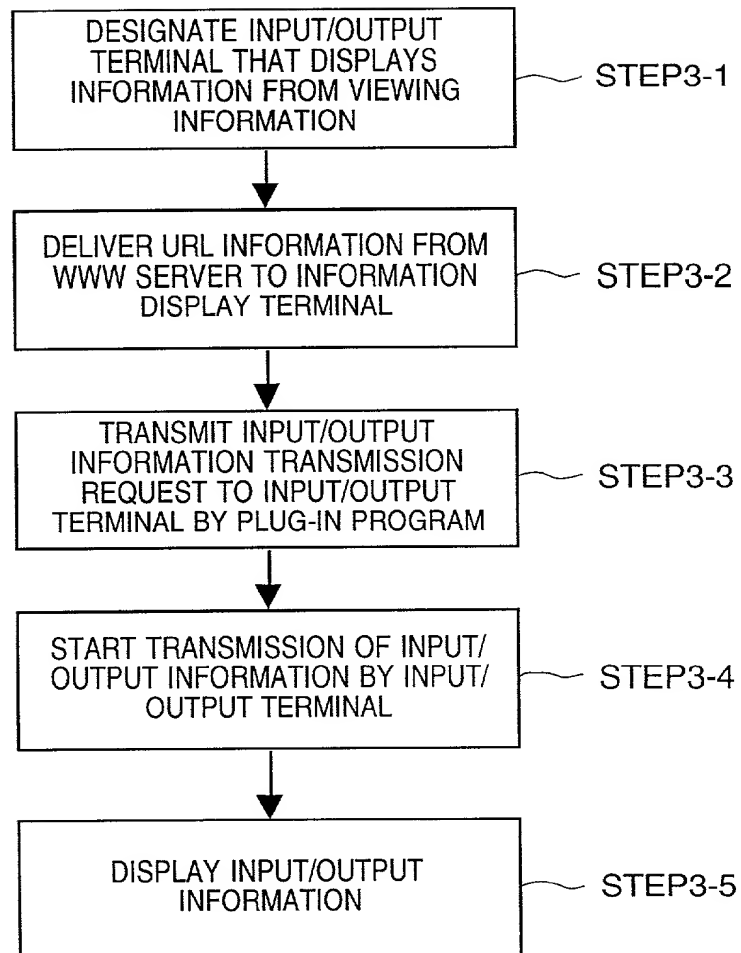 DESIGNATE INPUT/OUTPUT
TERMINAL THAT DISPLAYS
INFORMATION FROM VIEWING
INFORMATION
STEP3-1
DELIVER URL INFORMATION FROM
WWW SERVER TO INFORMATION
DISPLAY TERMINAL
STEP3-2
TRANSMIT INPUT/OUTPUT
INFORMATION TRANSMISSION
REQUEST TO INPUT/OUTPUT
TERMINAL BY PLUG-IN PROGRAM
STEP3-3
START TRANSMISSION OF INPUT/
OUTPUT INFORMATION BY INPUT/
OUTPUT TERMINAL
STEP3-4
DISPLAY INPUT/OUTPUT
INFORMATION
STEP3-5